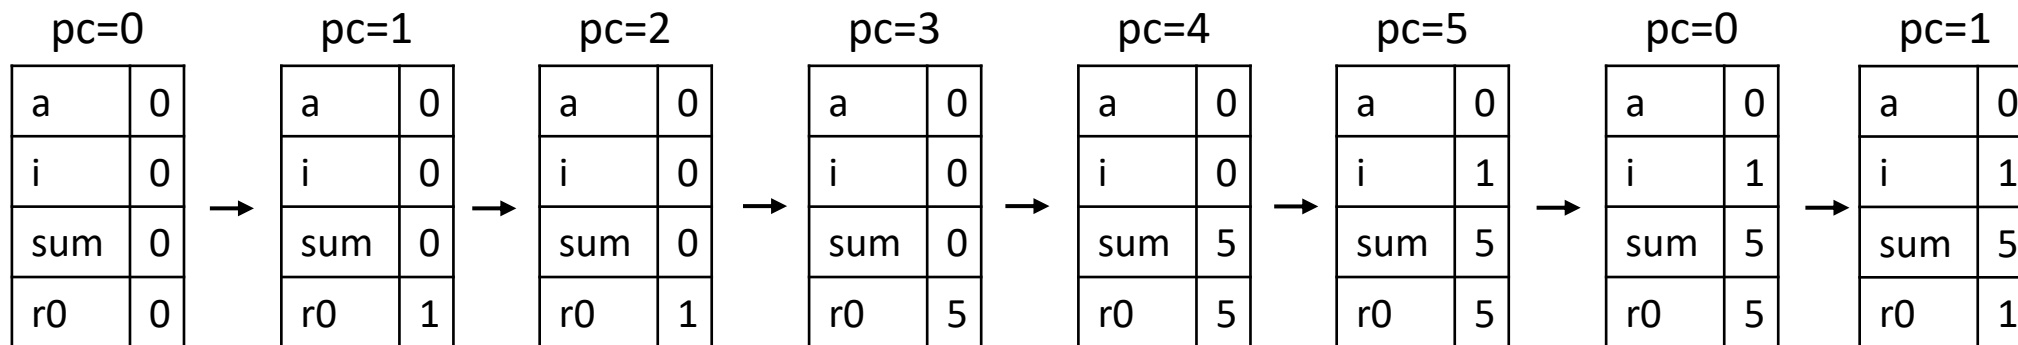 pc=0 pc=1 pc=2 pc=3 pc=4 pc=5 pc=0 pc=1
a 0 a 0 a 0 a 0 a 0 a 0 a 0 a 0
i 0 i 0 i 0 i 0 i 0 i 1 i 1 i 1
sum 0 sum 0 sum 0 sum 0 sum 5 sum 5 sum 5 sum 5
r0 0 r0 1 r0 1 r0 5 r0 5 r0 5 r0 5 r0 1